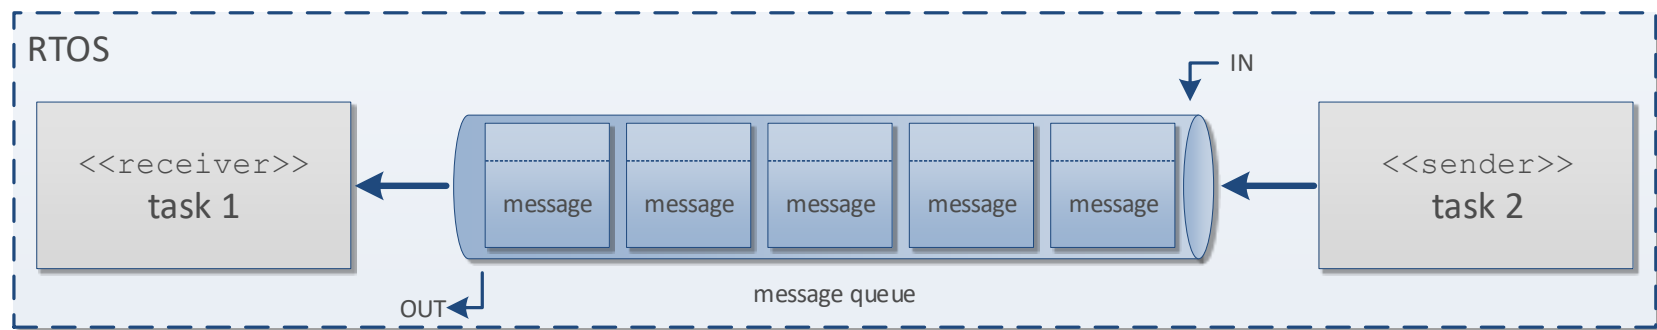 RTOS
IN
<<receiver>>
task 1
message
message
message
message
message
<<sender>>
task 2
OUT
message queue